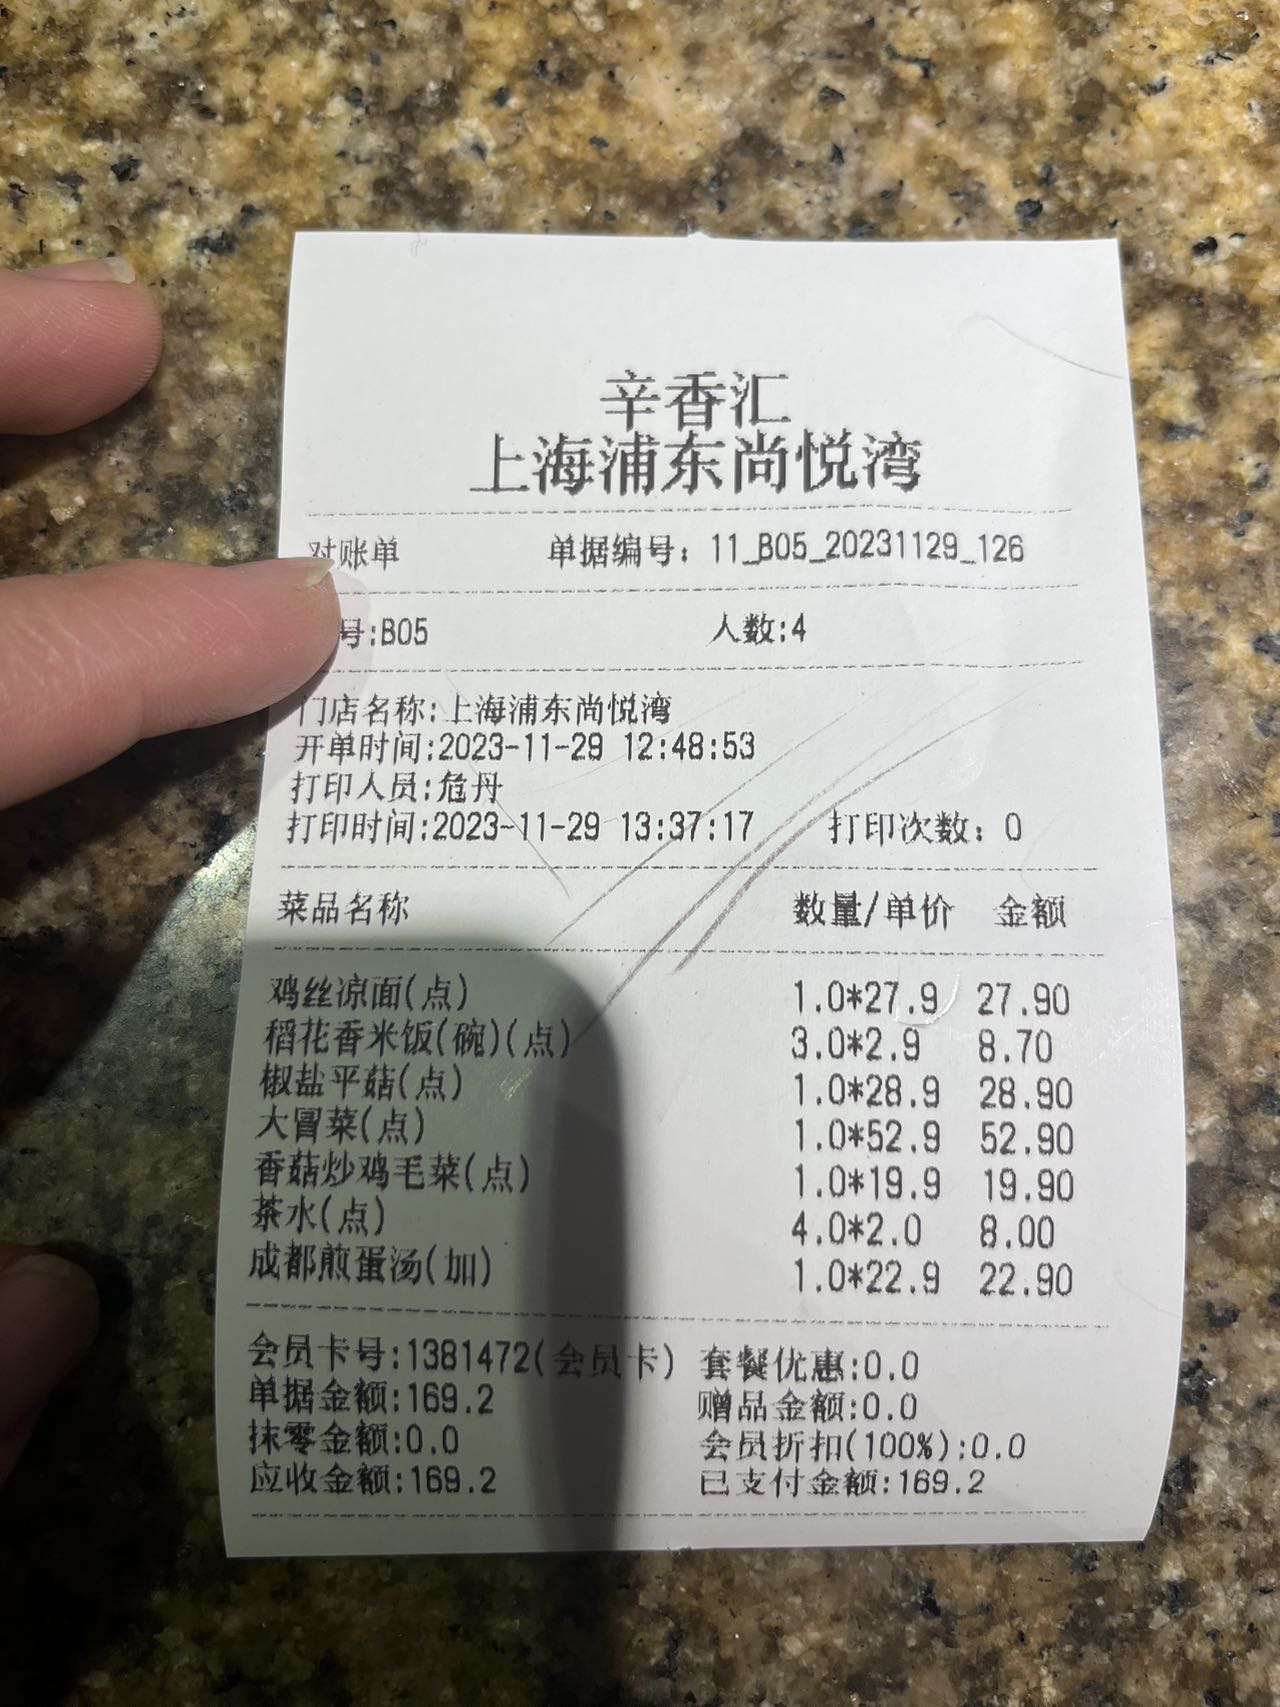 辛香汇
上海浦东尚悦湾
对账单 单据编号：11_B05_20231129_126
号:B05 人数:4
门店名称:上海浦东尚悦湾
开单时间:2023-11-29 12:48:53
打印人员:危丹
打印时间:2023-11-29 13:37:17 打印次数：0
菜品名称 数量/单价 金额
鸡丝凉面(点) 1.0*27.9 27.90
稻花香米饭(碗)(点) 3.0*2.9 8.70
椒盐平菇(点) 1.0*28.9 28.90
大冒菜(点) 1.0*52.9 52.90
香菇炒鸡毛菜(点) 1.0*19.9 19.90
茶水(点) 4.0*2.0 8.00
成都煎蛋汤(加) 1.0*22.9 22.90
会员卡号:1381472(会员卡) 套餐优惠:0.0
单据金额:169.2 赠品金额:0.0
抹零金额:0.0 会员折扣(100%):0.0
应收金额:169.2 已支付金额:169.2